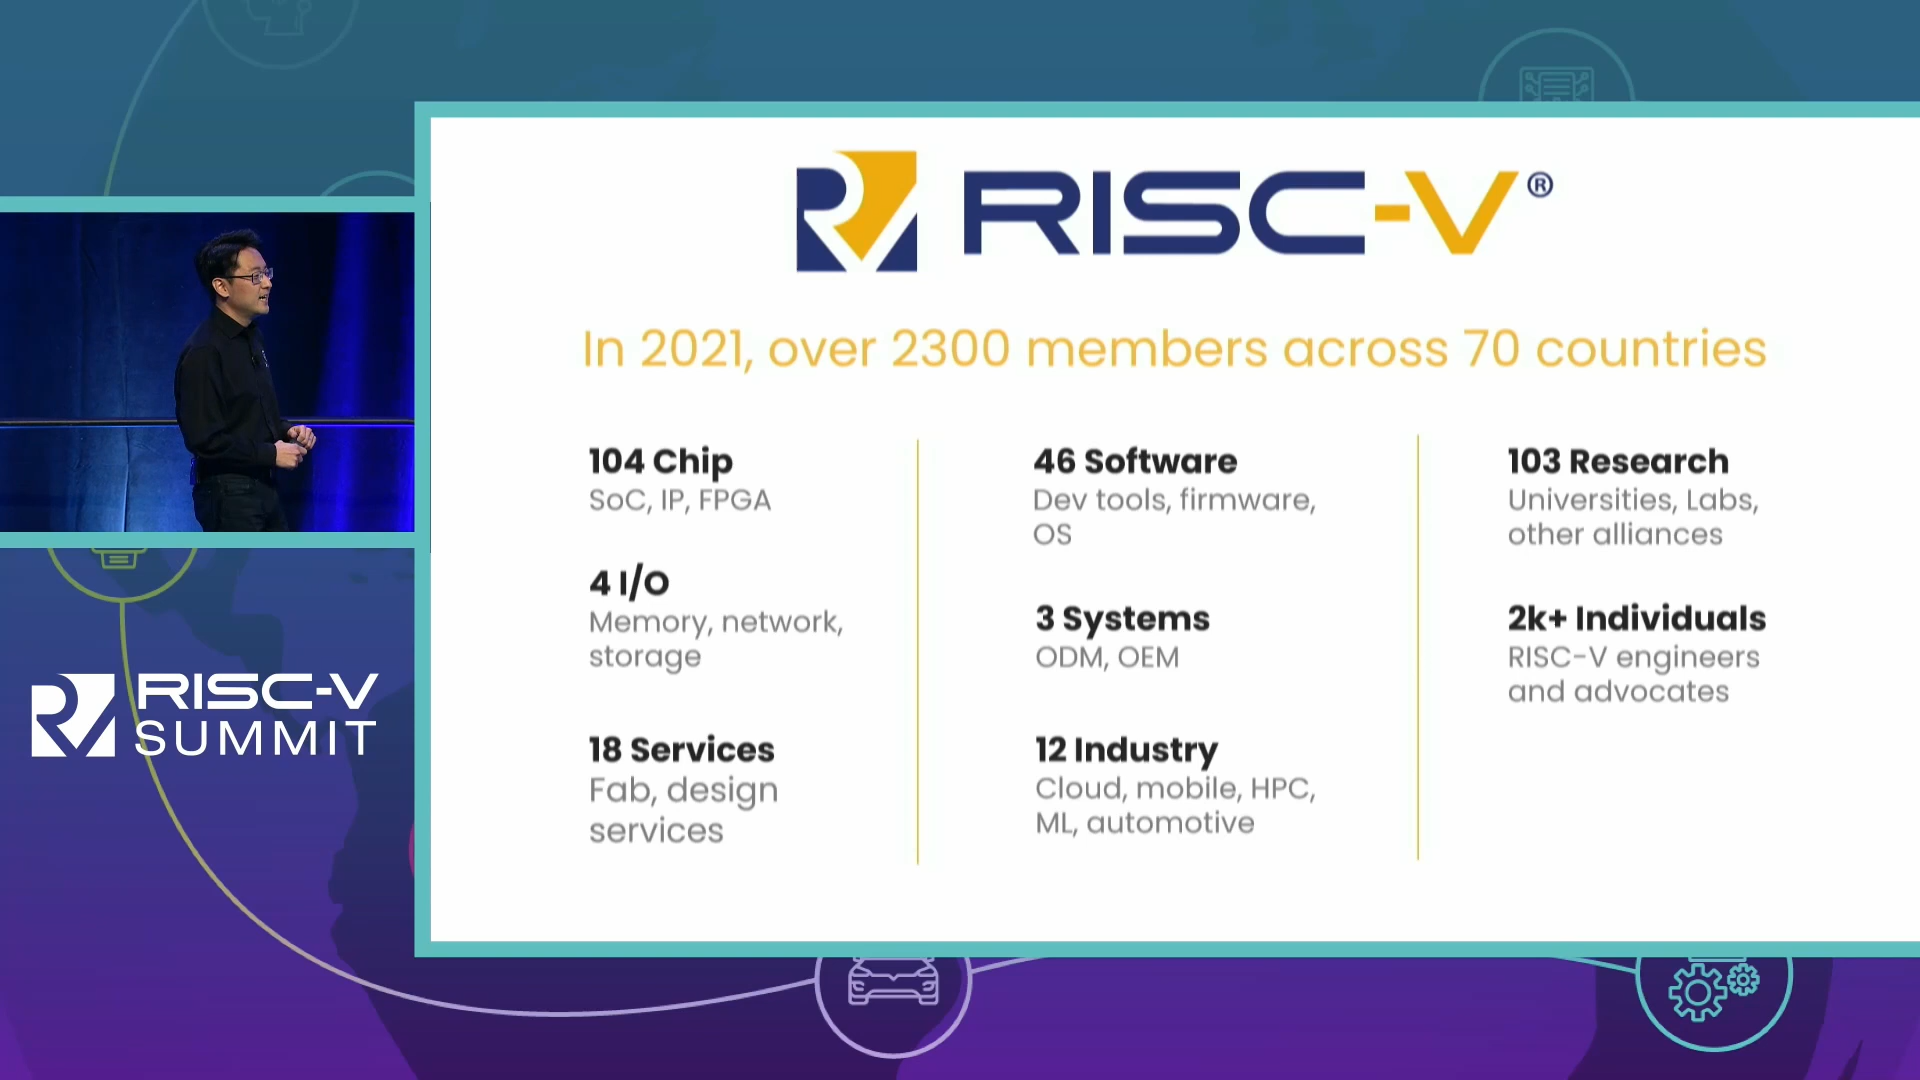 RISC-V®
In 2021, over 2300 members across 70 countries
104 Chip
SoC, IP, FPGA
4 I/O
Memory, network,
storage
18 Services
Fab, design
services
46 Software
Dev tools, firmware,
OS
3 Systems
ODM, OEM
12 Industry
Cloud, mobile, HPC,
ML, automotive
103 Research
Universities, Labs,
other alliances
2k+ Individuals
RISC-V engineers
and advocates
RISC-V
SUMMIT